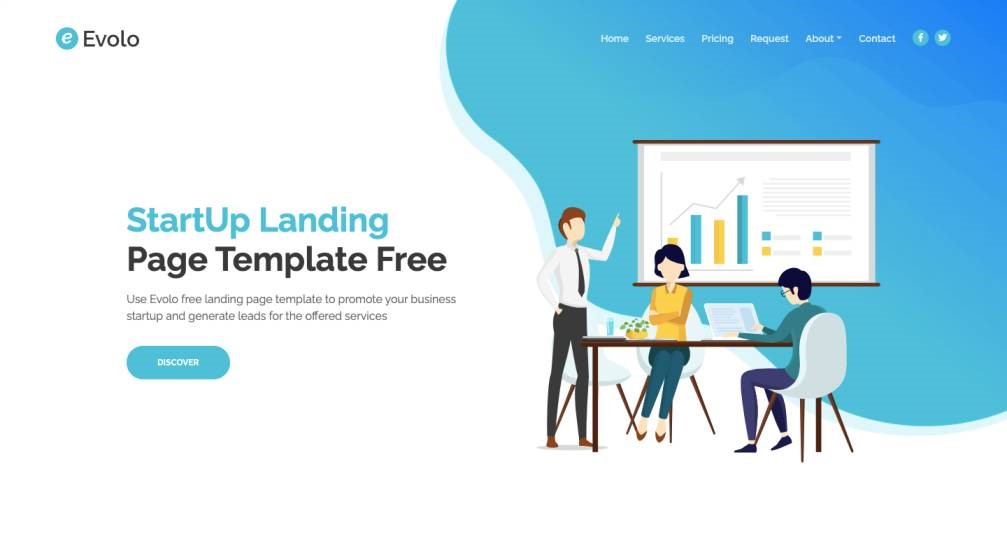 e Evolo
Home Services Pricing Request About Contact
StartUp Landing
Page Template Free
Use Evolo free landing page template to promote your business
startup and generate leads for the offered services
DISCOVER